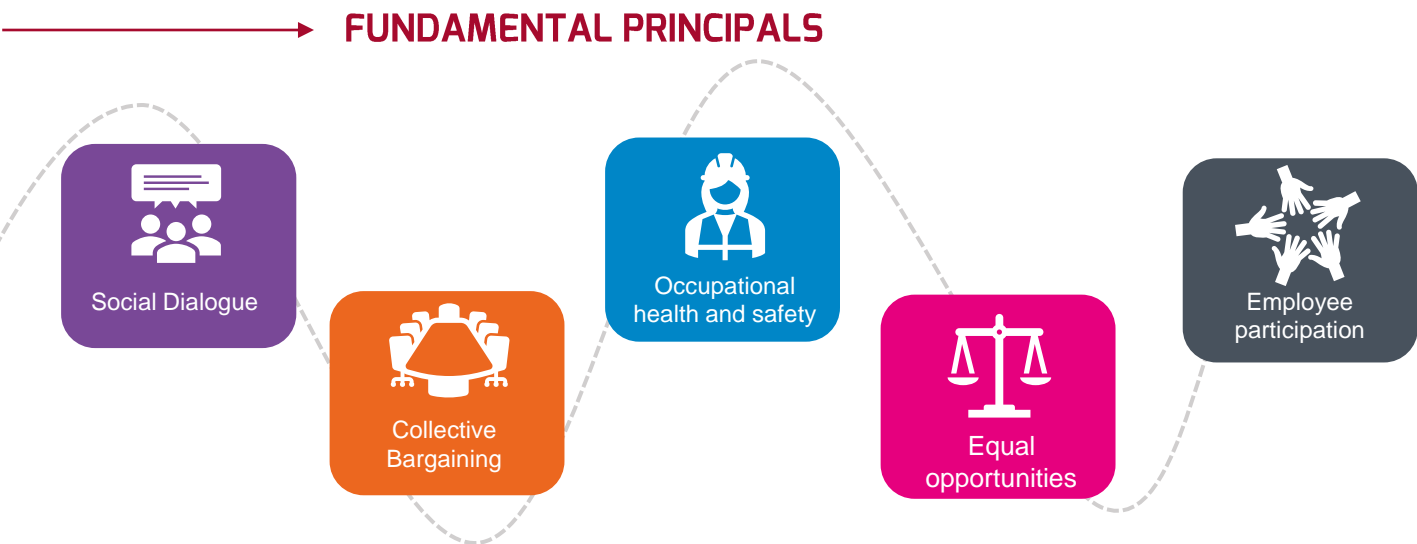 FUNDAMENTAL PRINCIPALS
Social Dialogue
Collective
Bargaining
Occupational
health and safety
Equal
opportunities
Employee
participation